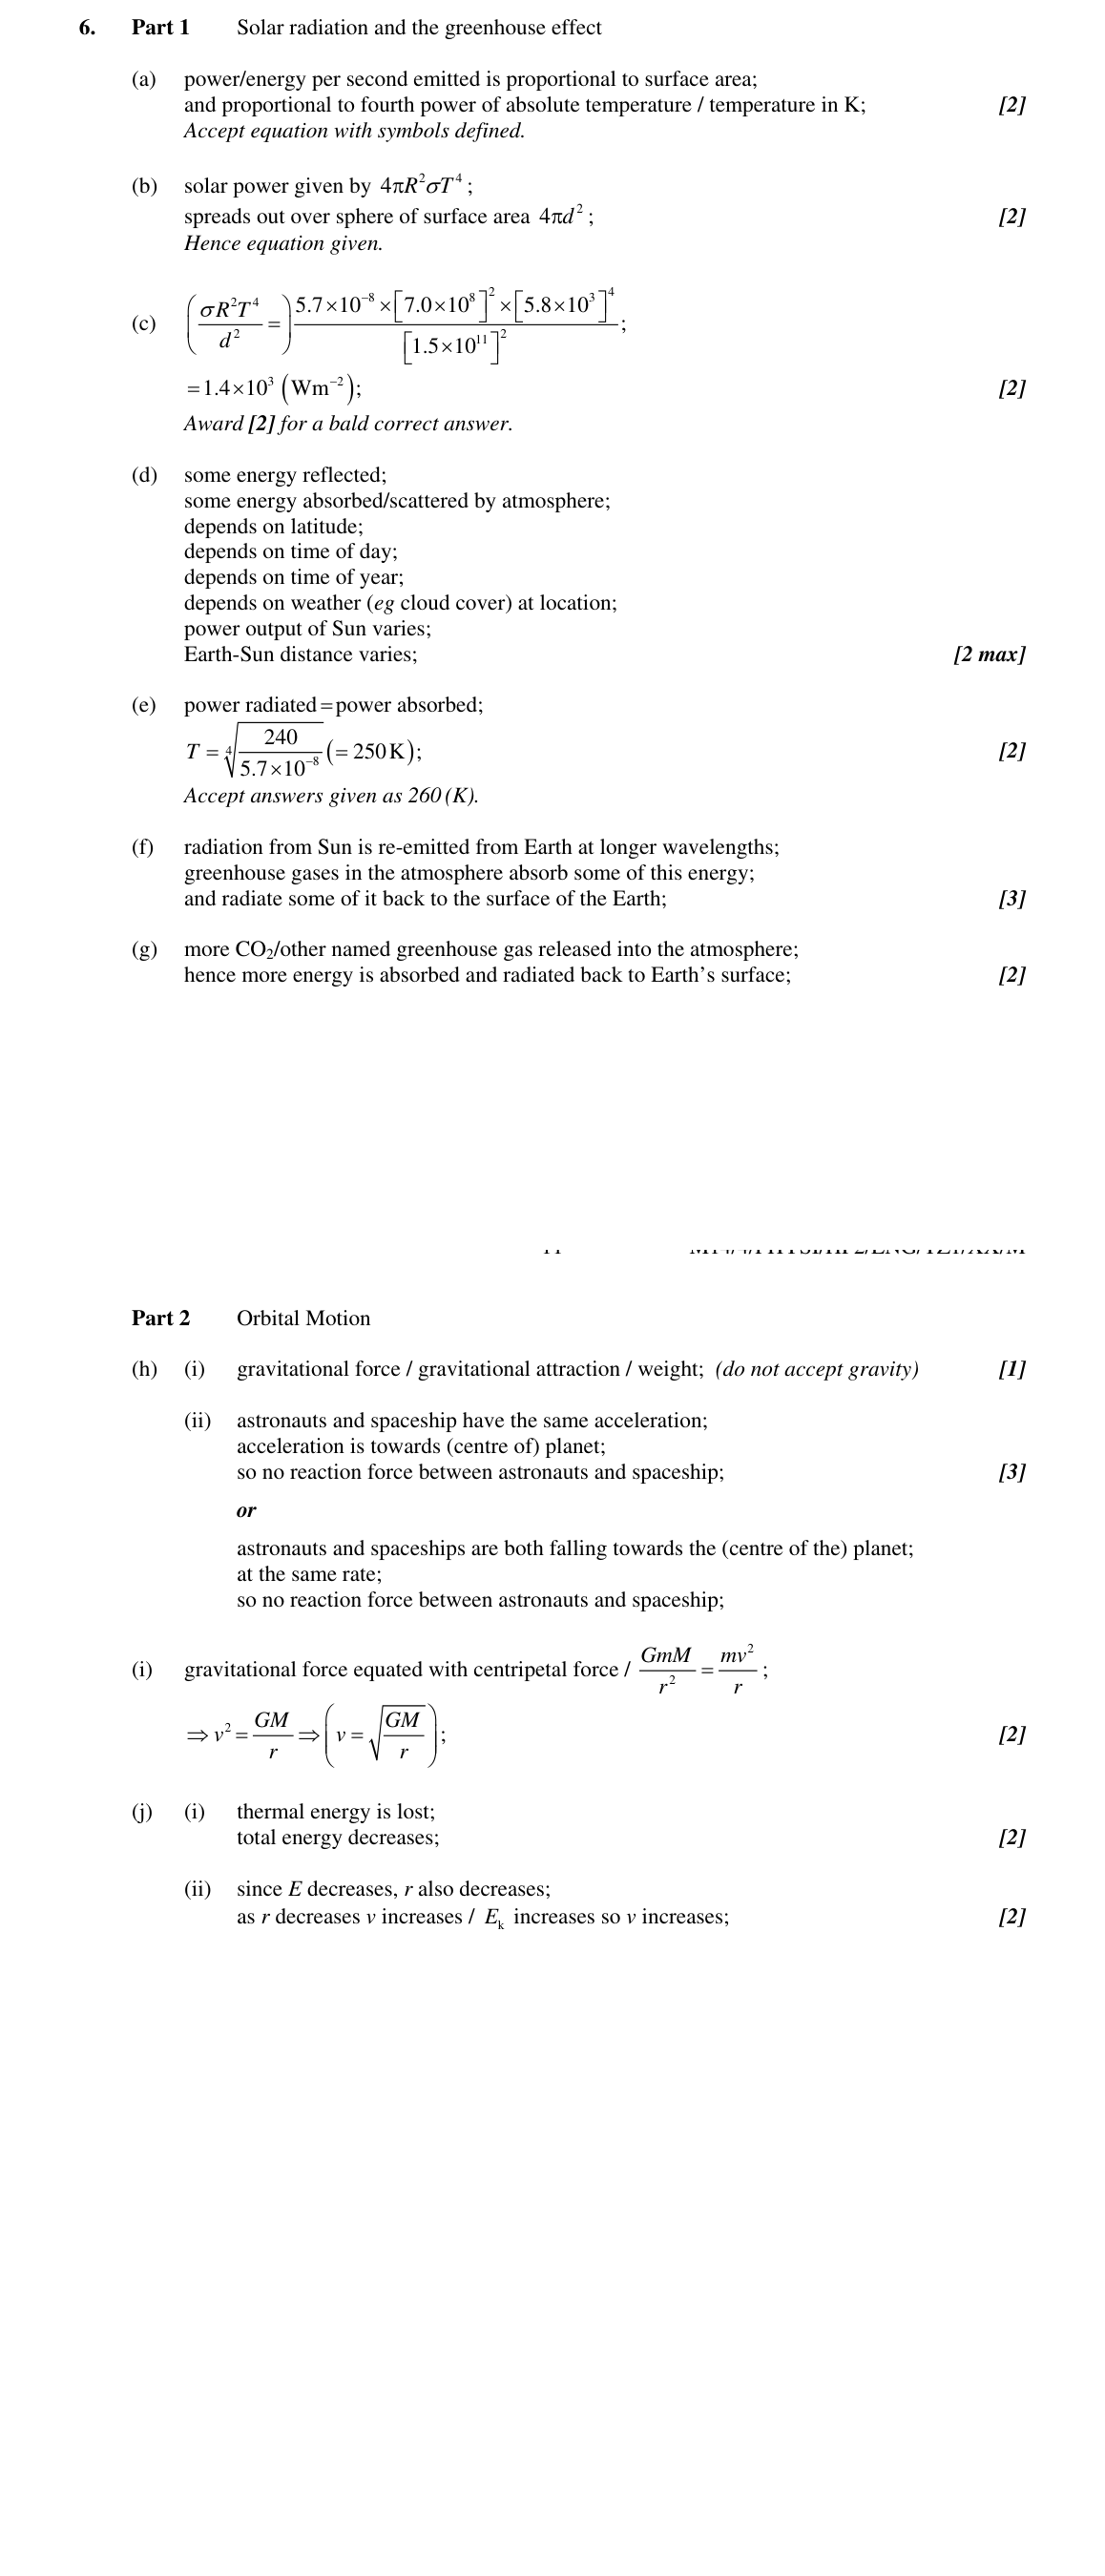 6. Part 1 Solar radiation and the greenhouse effect
(a) power/energy per second emitted is proportional to surface area;
and proportional to fourth power of absolute temperature / temperature in K; [2]
Accept equation with symbols defined.
(b) solar power given by 4πR²σT⁴;
spreads out over sphere of surface area 4πd²; [2]
Hence equation given.
(c) (σR²T⁴/d² =) 5.7×10⁻⁸×[7.0×10⁸]²×[5.8×10³]⁴/[1.5×10¹¹]²;
=1.4×10³ (Wm⁻²); [2]
Award [2] for a bald correct answer.
(d) some energy reflected;
some energy absorbed/scattered by atmosphere;
depends on latitude;
depends on time of day;
depends on time of year;
depends on weather (eg cloud cover) at location;
power output of Sun varies;
Earth-Sun distance varies; [2 max]
(e) power radiated = power absorbed;
T = ⁴√(240/5.7×10⁻⁸) (= 250 K); [2]
Accept answers given as 260 (K).
(f) radiation from Sun is re-emitted from Earth at longer wavelengths;
greenhouse gases in the atmosphere absorb some of this energy;
and radiate some of it back to the surface of the Earth; [3]
(g) more CO₂/other named greenhouse gas released into the atmosphere;
hence more energy is absorbed and radiated back to Earth's surface; [2]
Part 2 Orbital Motion
(h) (i) gravitational force / gravitational attraction / weight; (do not accept gravity) [1]
(ii) astronauts and spaceship have the same acceleration;
acceleration is towards (centre of) planet;
so no reaction force between astronauts and spaceship; [3]
or
astronauts and spaceships are both falling towards the (centre of the) planet;
at the same rate;
so no reaction force between astronauts and spaceship;
(i) gravitational force equated with centripetal force / GmM/r² = mv²/r;
⇒ v² = GM/r ⇒ (v = √(GM/r)); [2]
(j) (i) thermal energy is lost;
total energy decreases; [2]
(ii) since E decreases, r also decreases;
as r decreases v increases / Eₖ increases so v increases; [2]